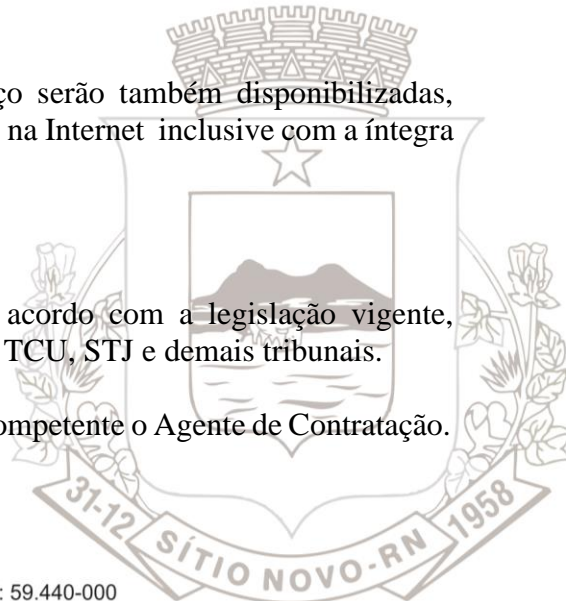 ço serão também disponibilizadas,
na Internet inclusive com a íntegra
acordo com a legislação vigente,
TCU, STJ e demais tribunais.
ompetente o Agente de Contratação.
31-12 SÍTIO NOVO-RN 1958
: 59.440-000